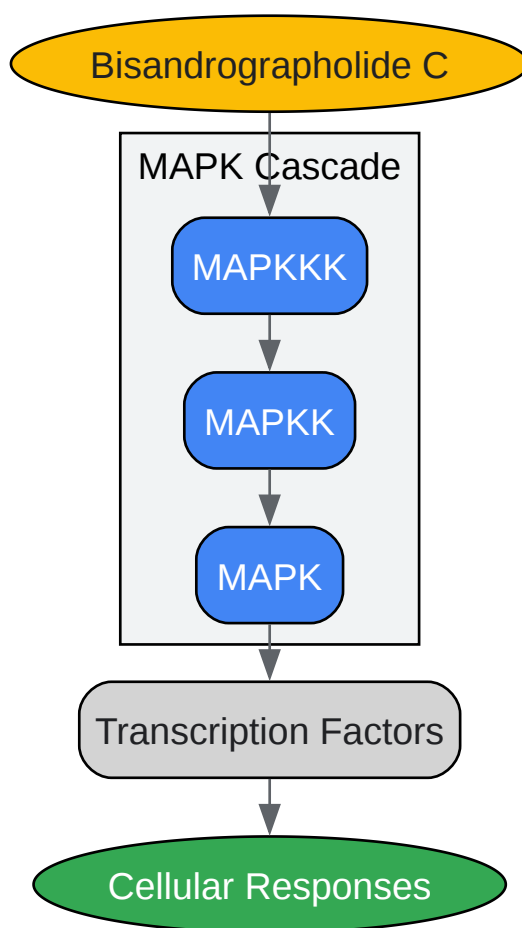 Bisandrographolide C
MAPK Cascade
MAPKKK
MAPKK
MAPK
Transcription Factors
Cellular Responses